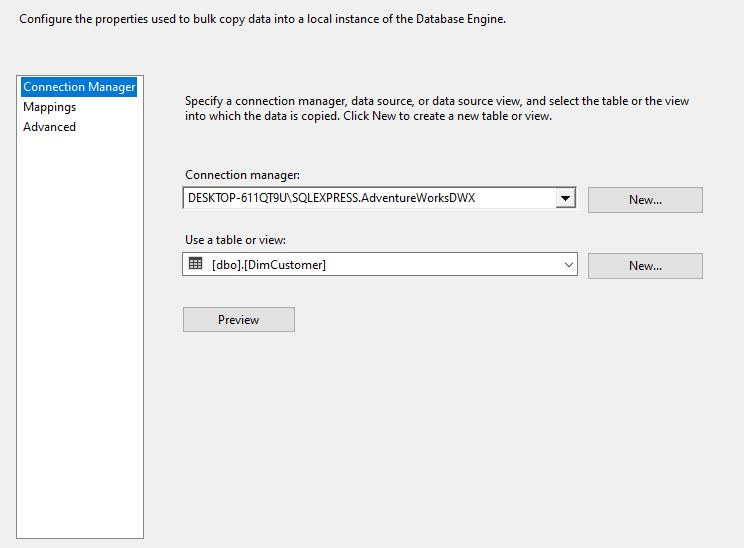 Configure the properties used to bulk copy data into a local instance of the Database Engine.
Connection Manager
Mappings
Advanced
Specify a connection manager, data source, or data source view, and select the table or the view
into which the data is copied. Click New to create a new table or view.
Connection manager:
DESKTOP-611QT9U\SQLEXPRESS.AdventureWorksDWX
New...
Use a table or view:
[dbo].[DimCustomer]
New...
Preview